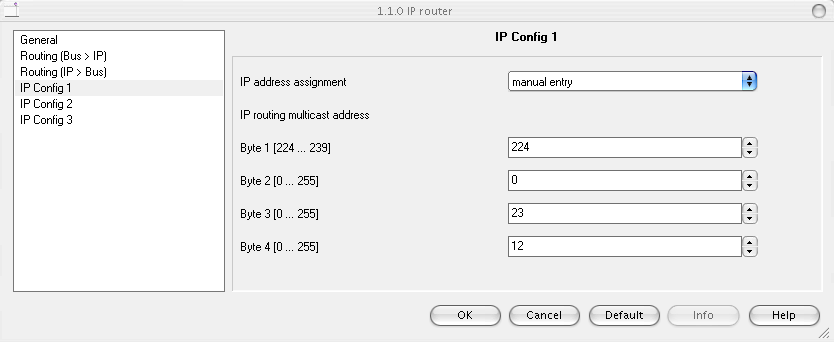 1.1.0 IP router
General
Routing (Bus > IP)
Routing (IP > Bus)
IP Config 1
IP Config 2
IP Config 3
IP Config 1
IP address assignment manual entry
IP routing multicast address
Byte 1 [224 ... 239] 224
Byte 2 [0 ... 255] 0
Byte 3 [0 ... 255] 23
Byte 4 [0 ... 255] 12
OK Cancel Default Info Help